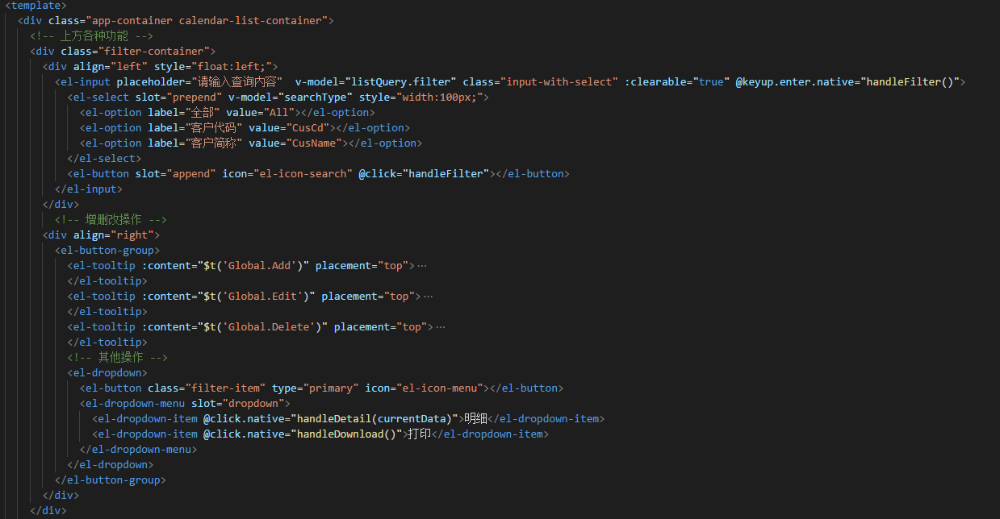 <template>
<div class="app-container calendar-list-container">
<!-- 上方各种功能 -->
<div class="filter-container">
<div align="left" style="float:left;">
<el-input placeholder="请输入查询内容"  v-model="listQuery.filter" class="input-with-select" :clearable="true" @keyup.enter.native="handleFilter()">
<el-select slot="prepend" v-model="searchType" style="width:100px;">
<el-option label="全部" value="All"></el-option>
<el-option label="客户代码" value="CusCd"></el-option>
<el-option label="客户简称" value="CusName"></el-option>
</el-select>
<el-button slot="append" icon="el-icon-search" @click="handleFilter"></el-button>
</el-input>
</div>
<!-- 增删改操作 -->
<div align="right">
<el-button-group>
<el-tooltip :content="$t('Global.Add')" placement="top">…
</el-tooltip>
<el-tooltip :content="$t('Global.Edit')" placement="top">…
</el-tooltip>
<el-tooltip :content="$t('Global.Delete')" placement="top">…
</el-tooltip>
<!-- 其他操作 -->
<el-dropdown>
<el-button class="filter-item" type="primary" icon="el-icon-menu"></el-button>
<el-dropdown-menu slot="dropdown">
<el-dropdown-item @click.native="handleDetail(currentData)">明细</el-dropdown-item>
<el-dropdown-item @click.native="handleDownload()">打印</el-dropdown-item>
</el-dropdown-menu>
</el-dropdown>
</el-button-group>
</div>
</div>